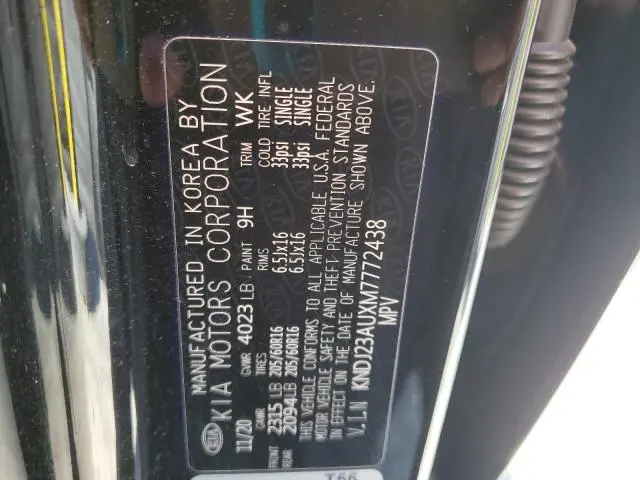 MANUFACTURED IN KOREA BY
KIA KIA MOTORS CORPORATION
11/20 GVWR 4023 LB. PAINT 9H TRIM WK
GAWR TIRES RIMS COLD TIRE INFL
FRONT 2315 LB 205/60R16 6.5Jx16 33psi SINGLE
REAR 2094 LB 205/60R16 6.5Jx16 33psi SINGLE
THIS VEHICLE CONFORMS TO ALL APPLICABLE U.S.A. FEDERAL
MOTOR VEHICLE SAFETY AND THEFT PREVENTION STANDARDS
IN EFFECT ON THE DATE OF MANUFACTURE SHOWN ABOVE.
V.I.N KNDJ23AUXM7772438
MPV
T66